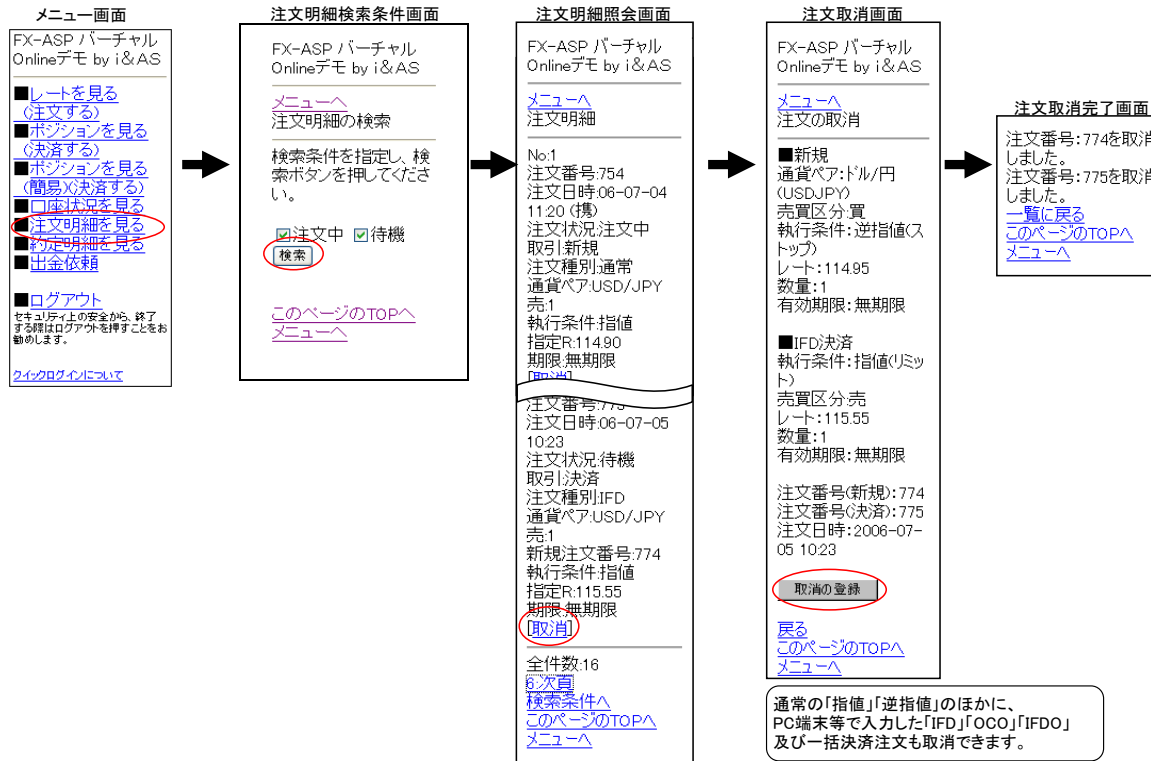 メニュー画面
FX-ASP バーチャル
Onlineデモ by i&AS
■レートを見る
(注文する)
■ポジションを見る
(決済する)
■ポジションを見る
(簡易)(決済する)
■口座状況を見る
■注文明細を見る
■約定明細を見る
■出金依頼
■ログアウト
セキュリティ上の安全から、終了
する際はログアウトを押すことをお
勧めします。
クイックログインについて
注文明細検索条件画面
FX-ASP バーチャル
Onlineデモ by i&AS
メニューへ
注文明細の検索
検索条件を指定し、検
索ボタンを押してくださ
い。
注文中 待機
検索
このページのTOPへ
メニューへ
注文明細照会画面
FX-ASP バーチャル
Onlineデモ by i&AS
メニューへ
注文明細
No:1
注文番号:754
注文日時:06-07-04
11:20 (携)
注文状況:注文中
取引:新規
注文種別:通常
通貨ペア:USD/JPY
売:1
執行条件:指値
指定R:114.90
期限:無期限
[取消]
注文番号:775
注文日時:06-07-05
10:23
注文状況:待機
取引:決済
注文種別:IFD
通貨ペア:USD/JPY
売:1
新規注文番号:774
執行条件:指値
指定R:115.55
期限:無期限
[取消]
全件数:16
6:次頁
検索条件へ
このページのTOPへ
メニューへ
注文取消画面
FX-ASP バーチャル
Onlineデモ by i&AS
メニューへ
注文の取消
■新規
通貨ペア:ドル/円
(USDJPY)
売買区分:買
執行条件:逆指値(ス
トップ)
レート:114.95
数量:1
有効期限:無期限
■IFD決済
執行条件:指値(リミッ
ト)
売買区分:売
レート:115.55
数量:1
有効期限:無期限
注文番号(新規):774
注文番号(決済):775
注文日時:2006-07-
05 10:23
取消の登録
戻る
このページのTOPへ
メニューへ
通常の「指値」「逆指値」のほかに、
PC端末等で入力した「IFD」「OCO」「IFDO」
及び一括決済注文も取消できます。
注文取消完了画面
注文番号:774を取消
しました。
注文番号:775を取消
しました。
一覧に戻る
このページのTOPへ
メニューへ